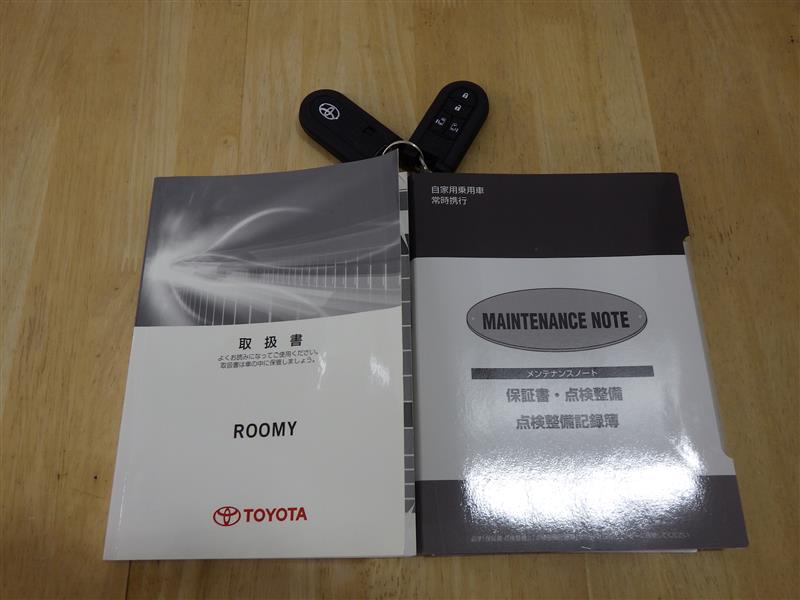 取扱書
よくお読みになってご使用ください。
取扱書は車の中に保管しましょう。
ROOMY
TOYOTA
自家用乗用車
常時携行
MAINTENANCE NOTE
メンテナンスノート
保証書・点検整備
点検整備記録簿